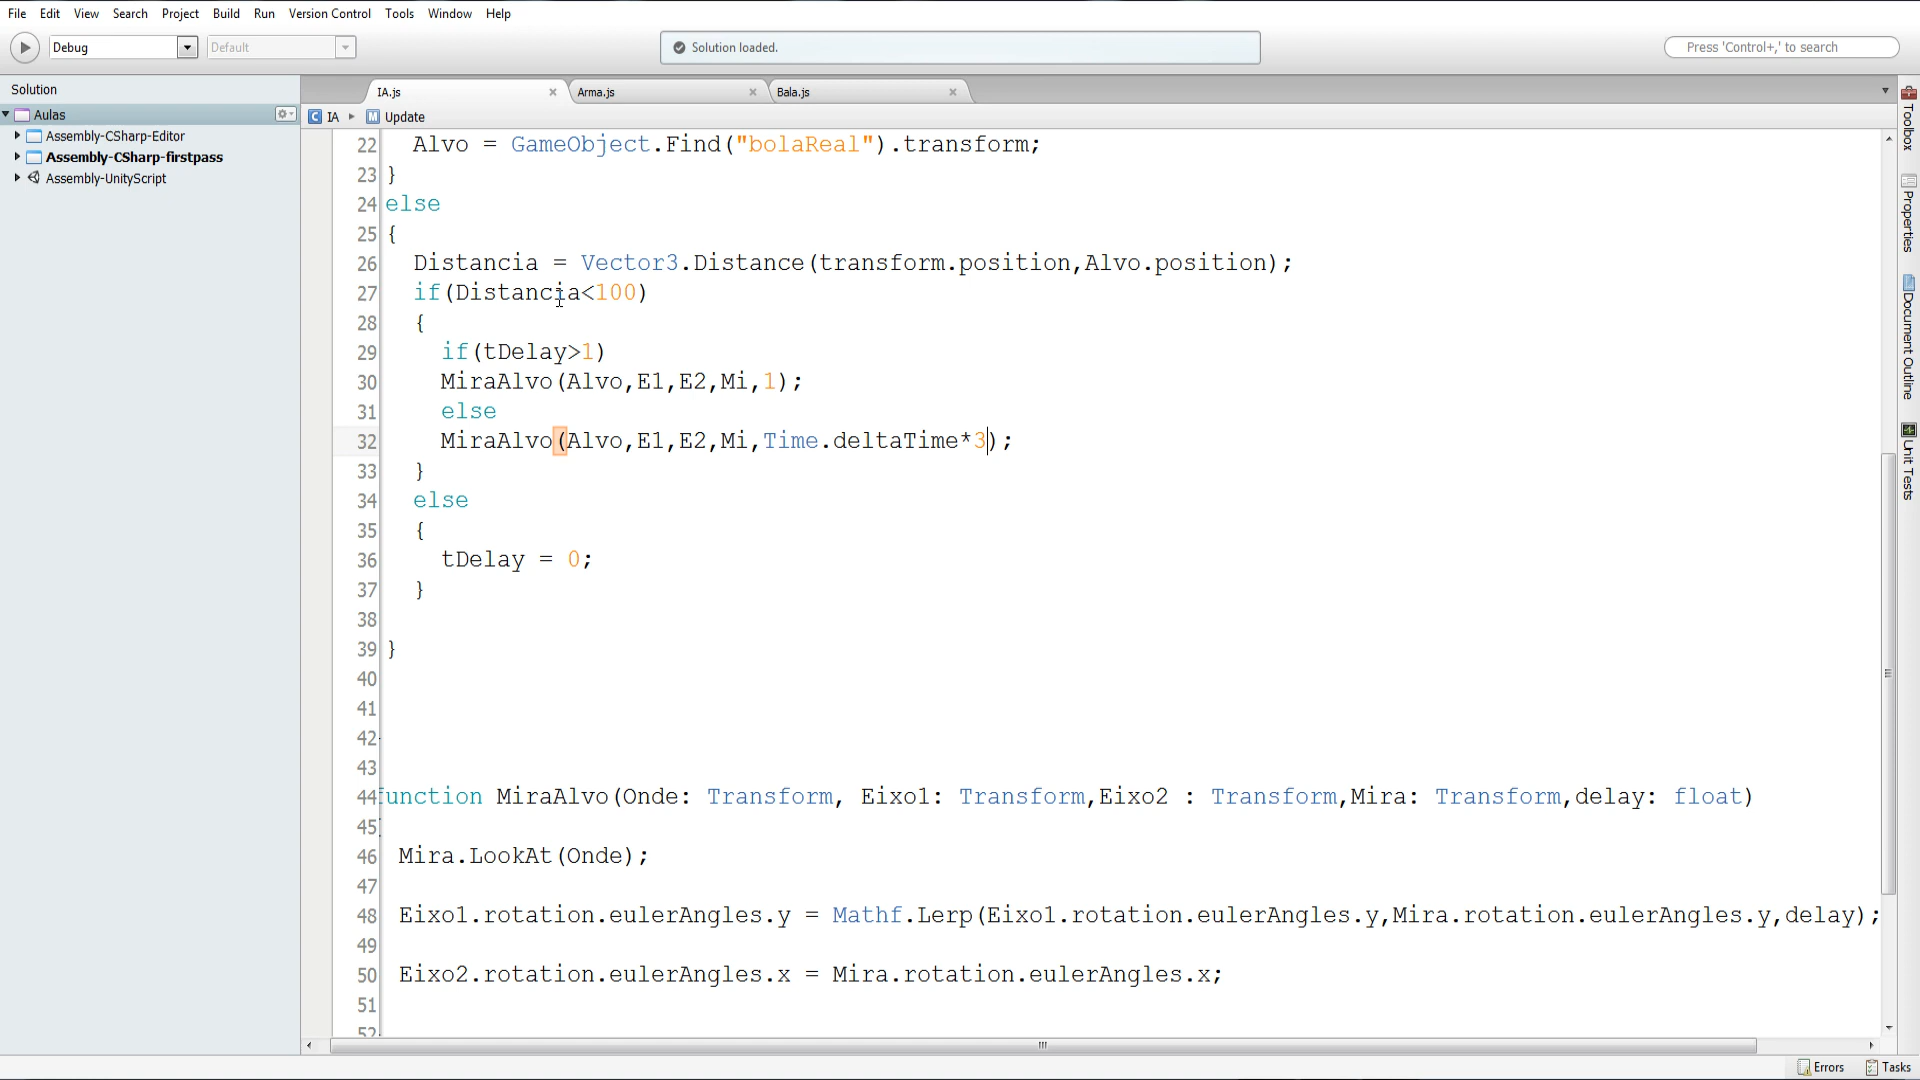 File Edit View Search Project Build Run Version Control Tools Window Help
Debug Default Solution loaded. Press 'Control+,' to search
Solution
Aulas
Assembly-CSharp-Editor
Assembly-CSharp-firstpass
Assembly-UnityScript
IA.js Arma.js Bala.js
IA Update
22 Alvo = GameObject.Find("bolaReal").transform;
23 }
24 else
25 {
26 Distancia = Vector3.Distance(transform.position,Alvo.position);
27 if(Distancia<100)
28 {
29 if(tDelay>1)
30 MiraAlvo(Alvo,E1,E2,Mi,1);
31 else
32 MiraAlvo(Alvo,E1,E2,Mi,Time.deltaTime*3);
33 }
34 else
35 {
36 tDelay = 0;
37 }
38
39 }
40
41
42
43
44 function MiraAlvo(Onde: Transform, Eixo1: Transform,Eixo2 : Transform,Mira: Transform,delay: float)
45
46 Mira.LookAt(Onde);
47
48 Eixo1.rotation.eulerAngles.y = Mathf.Lerp(Eixo1.rotation.eulerAngles.y,Mira.rotation.eulerAngles.y,delay);
49
50 Eixo2.rotation.eulerAngles.x = Mira.rotation.eulerAngles.x;
51
52
Toolbox
Properties
Document Outline
Unit Tests
Errors Tasks